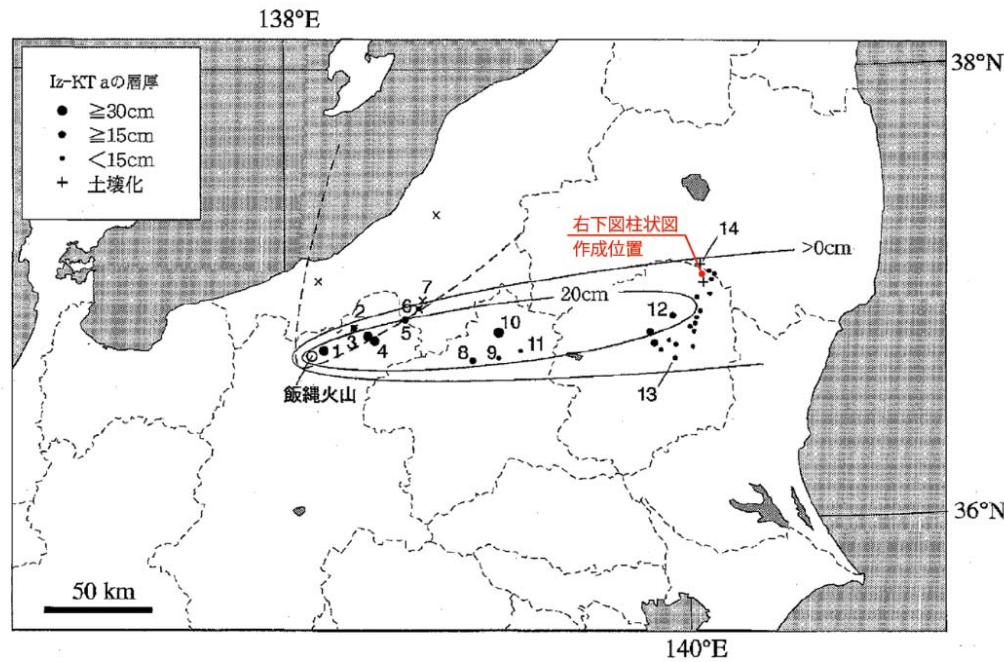 138°E
38°N
Iz-KT aの層厚
≧30cm
≧15cm
<15cm
土壌化
右下図柱状図
作成位置
14
>0cm
7
6
20cm
2
12
5
10
3
1
4
11
8
9
飯縄火山
13
36°N
50 km
140°E